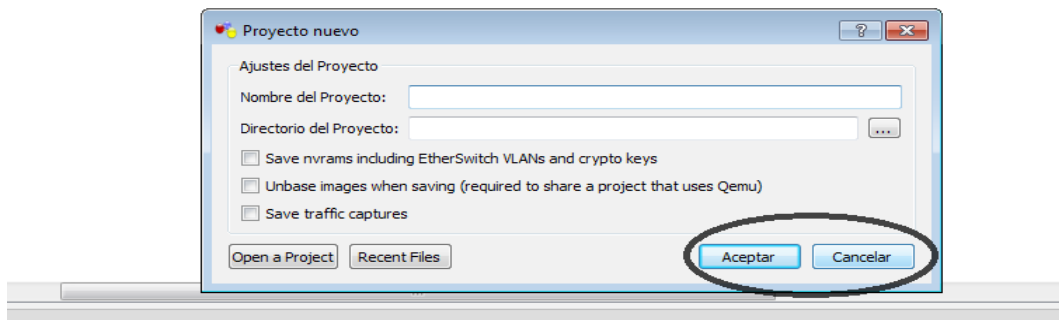 Proyecto nuevo
Ajustes del Proyecto
Nombre del Proyecto:
Directorio del Proyecto: ...
Save nvrams including EtherSwitch VLANs and crypto keys
Unbase images when saving (required to share a project that uses Qemu)
Save traffic captures
Open a Project Recent Files Aceptar Cancelar